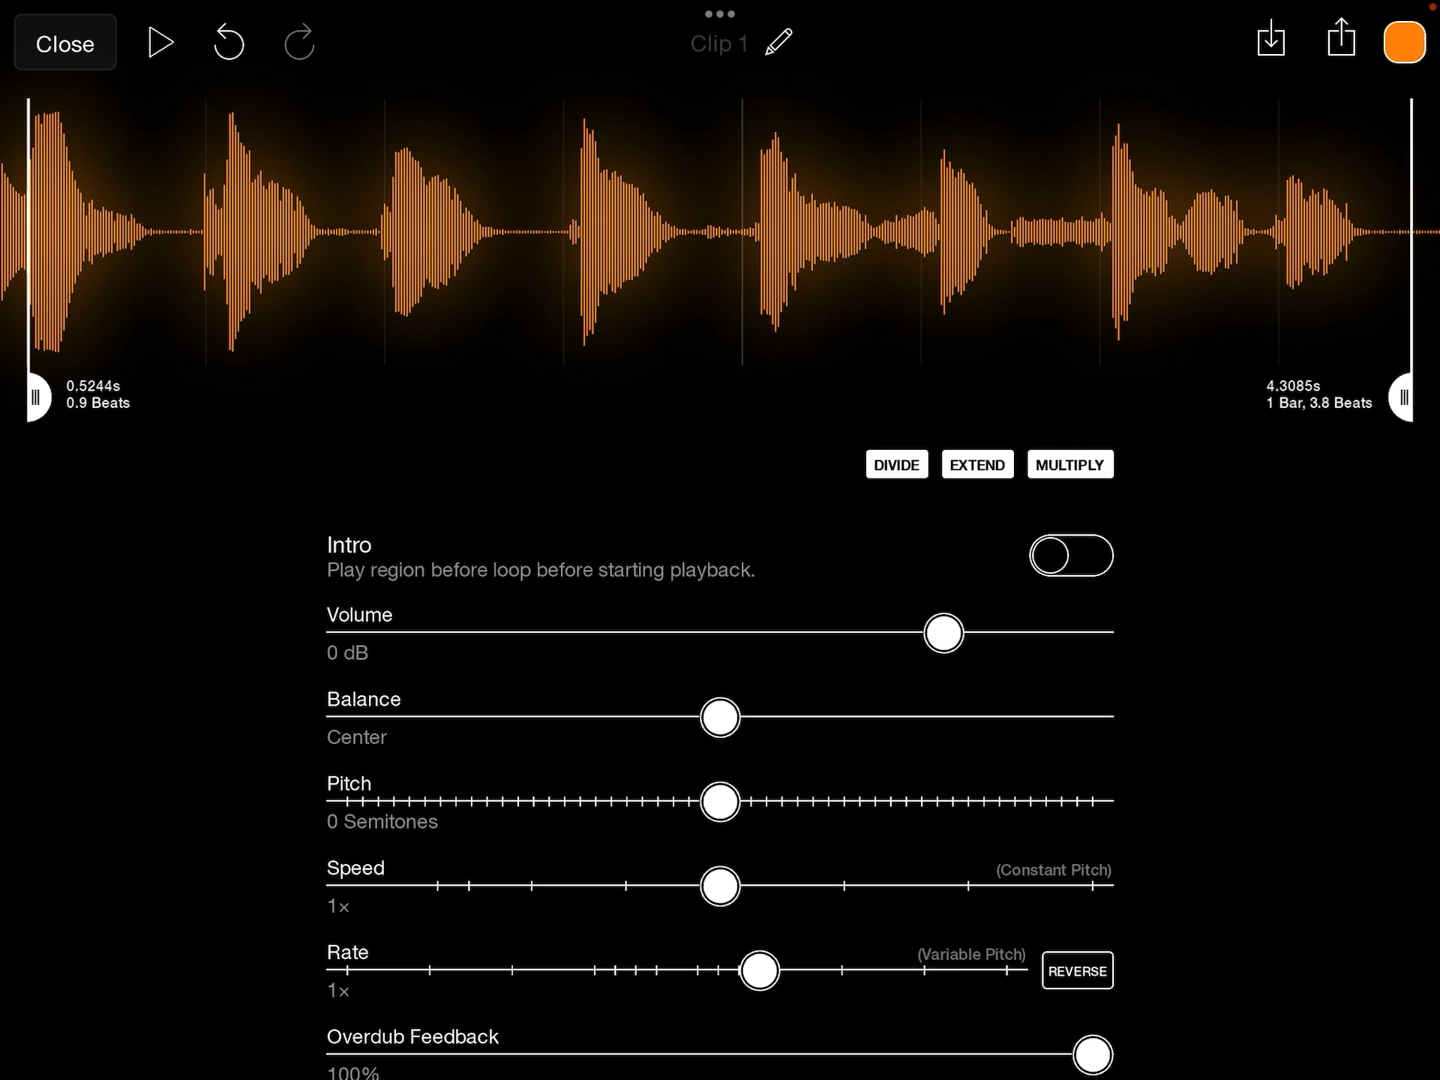 Close
Clip 1
0.5244s
0.9 Beats
4.3085s
1 Bar, 3.8 Beats
DIVIDE
EXTEND
MULTIPLY
Intro
Play region before loop before starting playback.
Volume
0 dB
Balance
Center
Pitch
0 Semitones
Speed
(Constant Pitch)
1×
Rate
(Variable Pitch)
1×
REVERSE
Overdub Feedback
100%